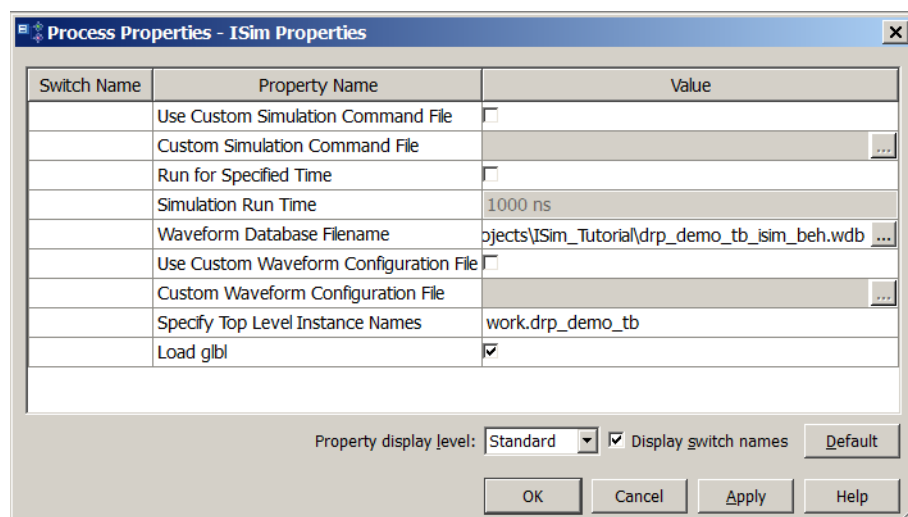 Process Properties - ISim Properties
Switch Name Property Name Value
Use Custom Simulation Command File
Custom Simulation Command File ...
Run for Specified Time
Simulation Run Time 1000 ns
Waveform Database Filename ojects\ISim_Tutorial\drp_demo_tb_isim_beh.wdb ...
Use Custom Waveform Configuration File
Custom Waveform Configuration File ...
Specify Top Level Instance Names work.drp_demo_tb
Load glbl
Property display level: Standard Display switch names Default
OK Cancel Apply Help